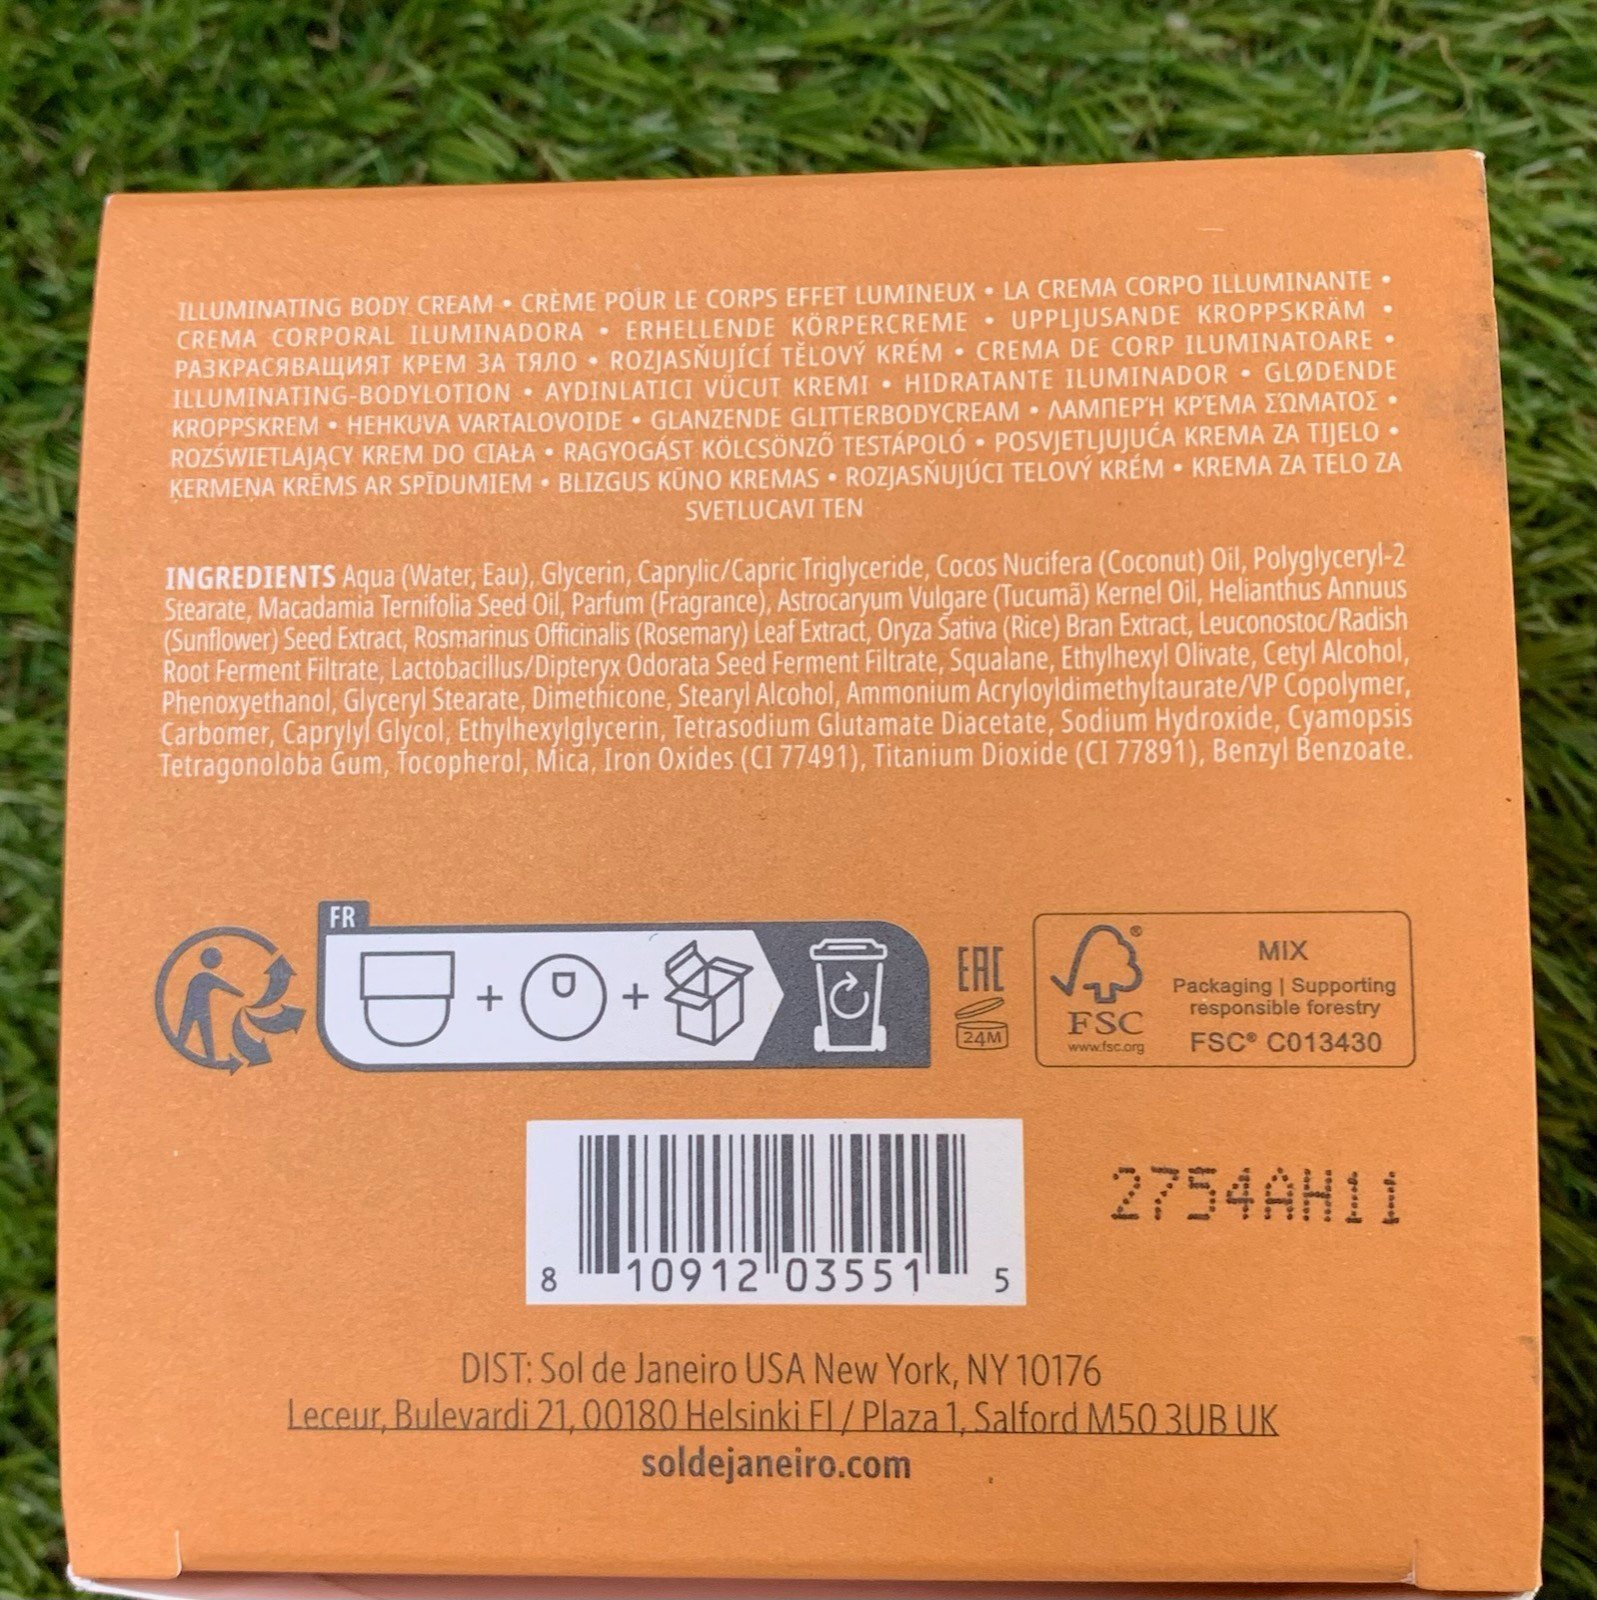 ILLUMINATING BODY CREAM • CRÈME POUR LE CORPS EFFET LUMINEUX • LA CREMA CORPO ILLUMINANTE •
CREMA CORPORAL ILUMINADORA • ERHELLENDE KÖRPERCREME • UPPLJUSANDE KROPPSKRÄM •
РАЗКРАСЯВАЩИЯТ КРЕМ ЗА ТЯЛО • ROZJASŇUJÍCÍ TĚLOVÝ KRÉM • CREMA DE CORP ILUMINATOARE •
ILLUMINATING-BODYLOTION • AYDINLATICI VÜCUT KREMI • HIDRATANTE ILUMINADOR • GLØDENDE
KROPPSKREM • HEHKUVA VARTALOVOIDE • GLANZENDE GLITTERBODYCREAM • ΛΑΜΠΕΡΉ ΚΡΈΜΑ ΣΏΜΑΤΟΣ •
ROZŚWIETLAJĄCY KREM DO CIAŁA • RAGYOGÁST KÖLCSÖNZŐ TESTÁPOLÓ • POSVJETLJUJUĆA KREMA ZA TIJELO •
ĶERMEŅA KRĒMS AR SPĪDUMIEM • BLIZGUS KŪNO KREMAS • ROZJASŇUJÚCI TELOVÝ KRÉM • KREMA ZA TELO ZA
SVETLUCAVI TEN
INGREDIENTS Aqua (Water, Eau), Glycerin, Caprylic/Capric Triglyceride, Cocos Nucifera (Coconut) Oil, Polyglyceryl-2
Stearate, Macadamia Ternifolia Seed Oil, Parfum (Fragrance), Astrocaryum Vulgare (Tucumã) Kernel Oil, Helianthus Annuus
(Sunflower) Seed Extract, Rosmarinus Officinalis (Rosemary) Leaf Extract, Oryza Sativa (Rice) Bran Extract, Leuconostoc/Radish
Root Ferment Filtrate, Lactobacillus/Dipteryx Odorata Seed Ferment Filtrate, Squalane, Ethylhexyl Olivate, Cetyl Alcohol,
Phenoxyethanol, Glyceryl Stearate, Dimethicone, Stearyl Alcohol, Ammonium Acryloyldimethyltaurate/VP Copolymer,
Carbomer, Caprylyl Glycol, Ethylhexylglycerin, Tetrasodium Glutamate Diacetate, Sodium Hydroxide, Cyamopsis
Tetragonoloba Gum, Tocopherol, Mica, Iron Oxides (CI 77491), Titanium Dioxide (CI 77891), Benzyl Benzoate.
FR
+ +
EAC
24M
FSC®
www.fsc.org
MIX
Packaging | Supporting
responsible forestry
FSC® C013430
8 10912 03551 5
2754AH11
DIST: Sol de Janeiro USA New York, NY 10176
Leceur, Bulevardi 21, 00180 Helsinki FI / Plaza 1, Salford M50 3UB UK
soldejaneiro.com